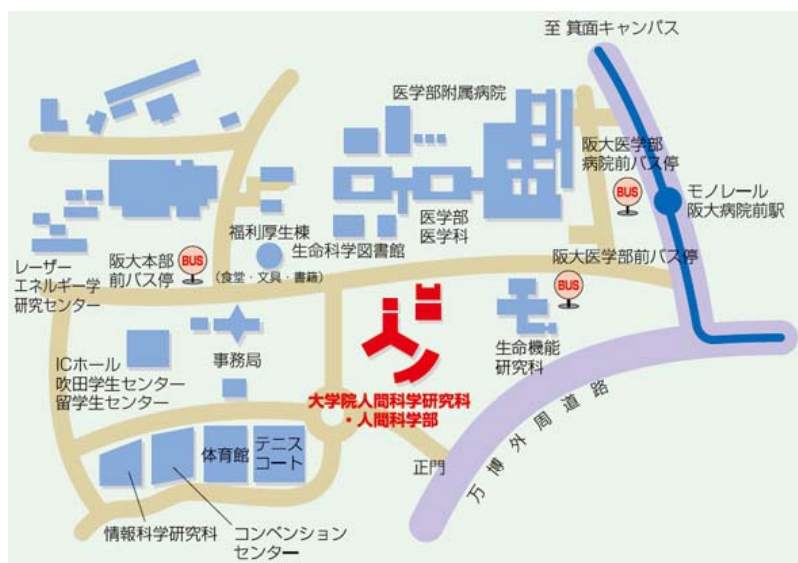 至 箕面キャンパス
医学部附属病院
阪大医学部
病院前バス停
BUS
モノレール
阪大病院前駅
医学部
医学科
福利厚生棟
生命科学図書館
(食堂・文具・書籍)
阪大本部
前バス停
BUS
阪大医学部前バス停
BUS
レーザー
エネルギー学
研究センター
生命機能
研究科
事務局
ICホール
吹田学生センター
留学生センター
大学院人間科学研究科
・人間科学部
万博外周道路
体育館
テニス
コート
正門
情報科学研究科
コンベンション
センター